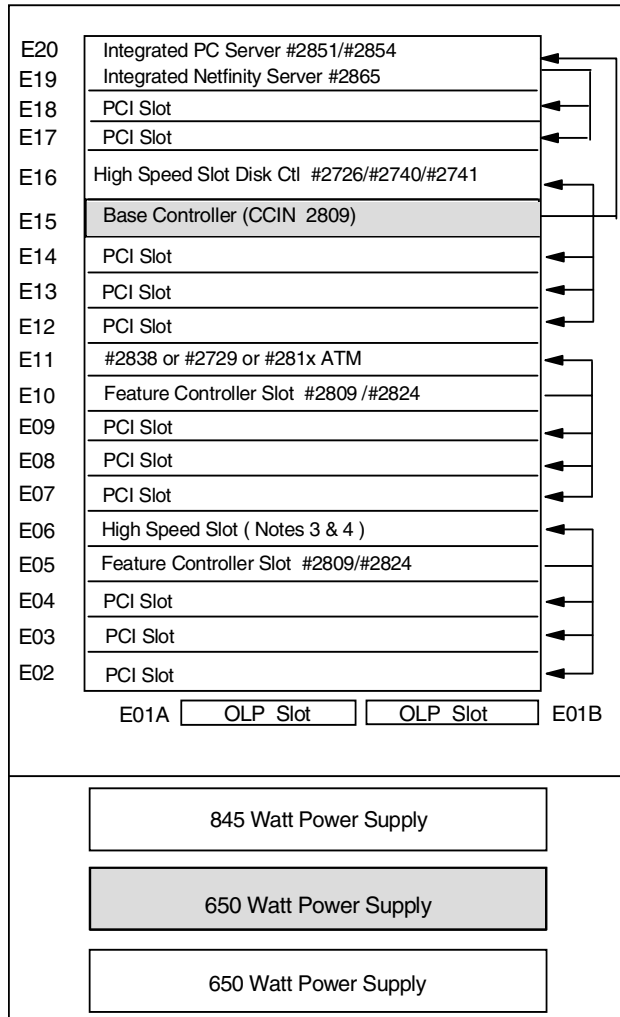 E20 Integrated PC Server #2851/#2854
E19 Integrated Netfinity Server #2865
E18 PCI Slot
E17 PCI Slot
E16 High Speed Slot Disk Ctl #2726/#2740/#2741
E15 Base Controller (CCIN 2809)
E14 PCI Slot
E13 PCI Slot
E12 PCI Slot
E11 #2838 or #2729 or #281x ATM
E10 Feature Controller Slot #2809 /#2824
E09 PCI Slot
E08 PCI Slot
E07 PCI Slot
E06 High Speed Slot ( Notes 3 & 4 )
E05 Feature Controller Slot #2809/#2824
E04 PCI Slot
E03 PCI Slot
E02 PCI Slot
E01A OLP Slot OLP Slot E01B
845 Watt Power Supply
650 Watt Power Supply
650 Watt Power Supply